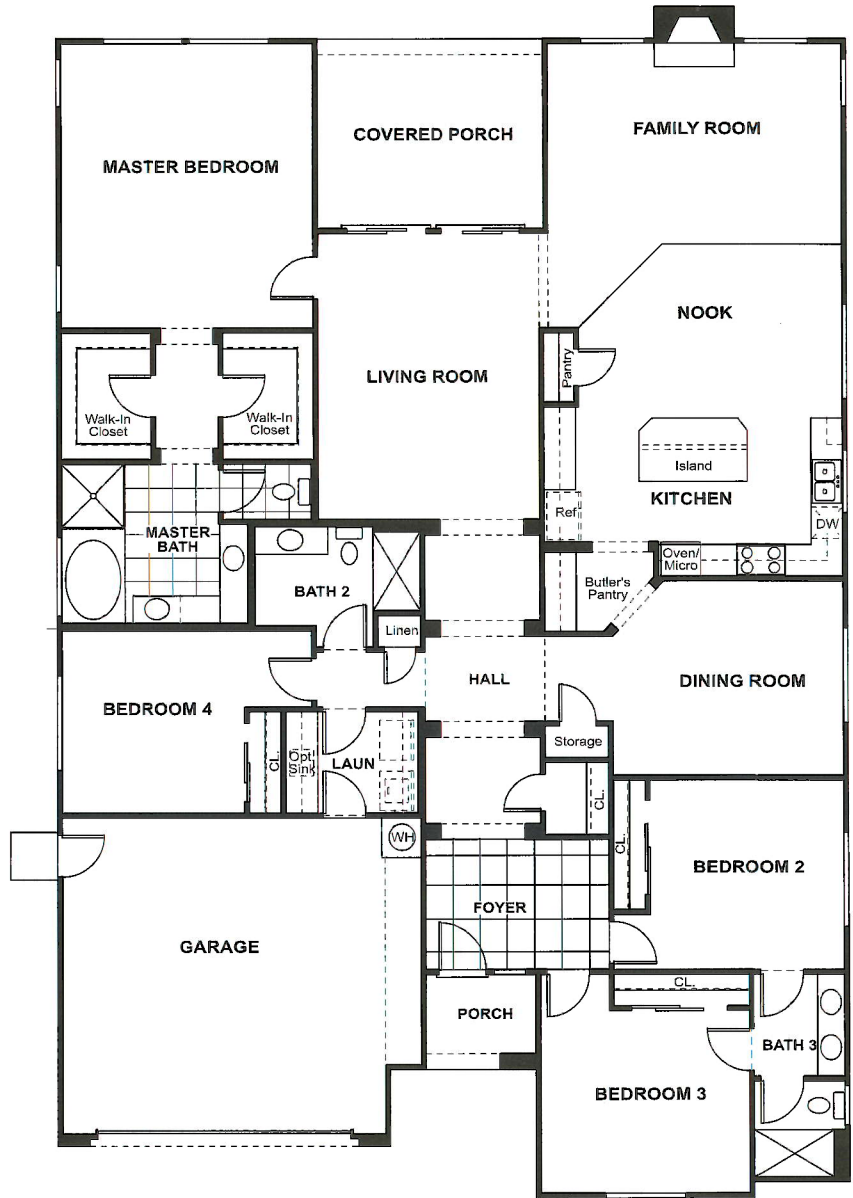 COVERED PORCH
FAMILY ROOM
MASTER BEDROOM
NOOK
LIVING ROOM
Pantry
Walk-In
Closet
Walk-In
Closet
Island
KITCHEN
Ref
DW
MASTER
BATH
Oven/
Micro
Butler's
Pantry
BATH 2
Linen
HALL
DINING ROOM
BEDROOM 4
CL.
Opt
Sink
LAUN
Storage
CL.
WH
CL.
BEDROOM 2
FOYER
GARAGE
CL.
PORCH
BATH 3
BEDROOM 3